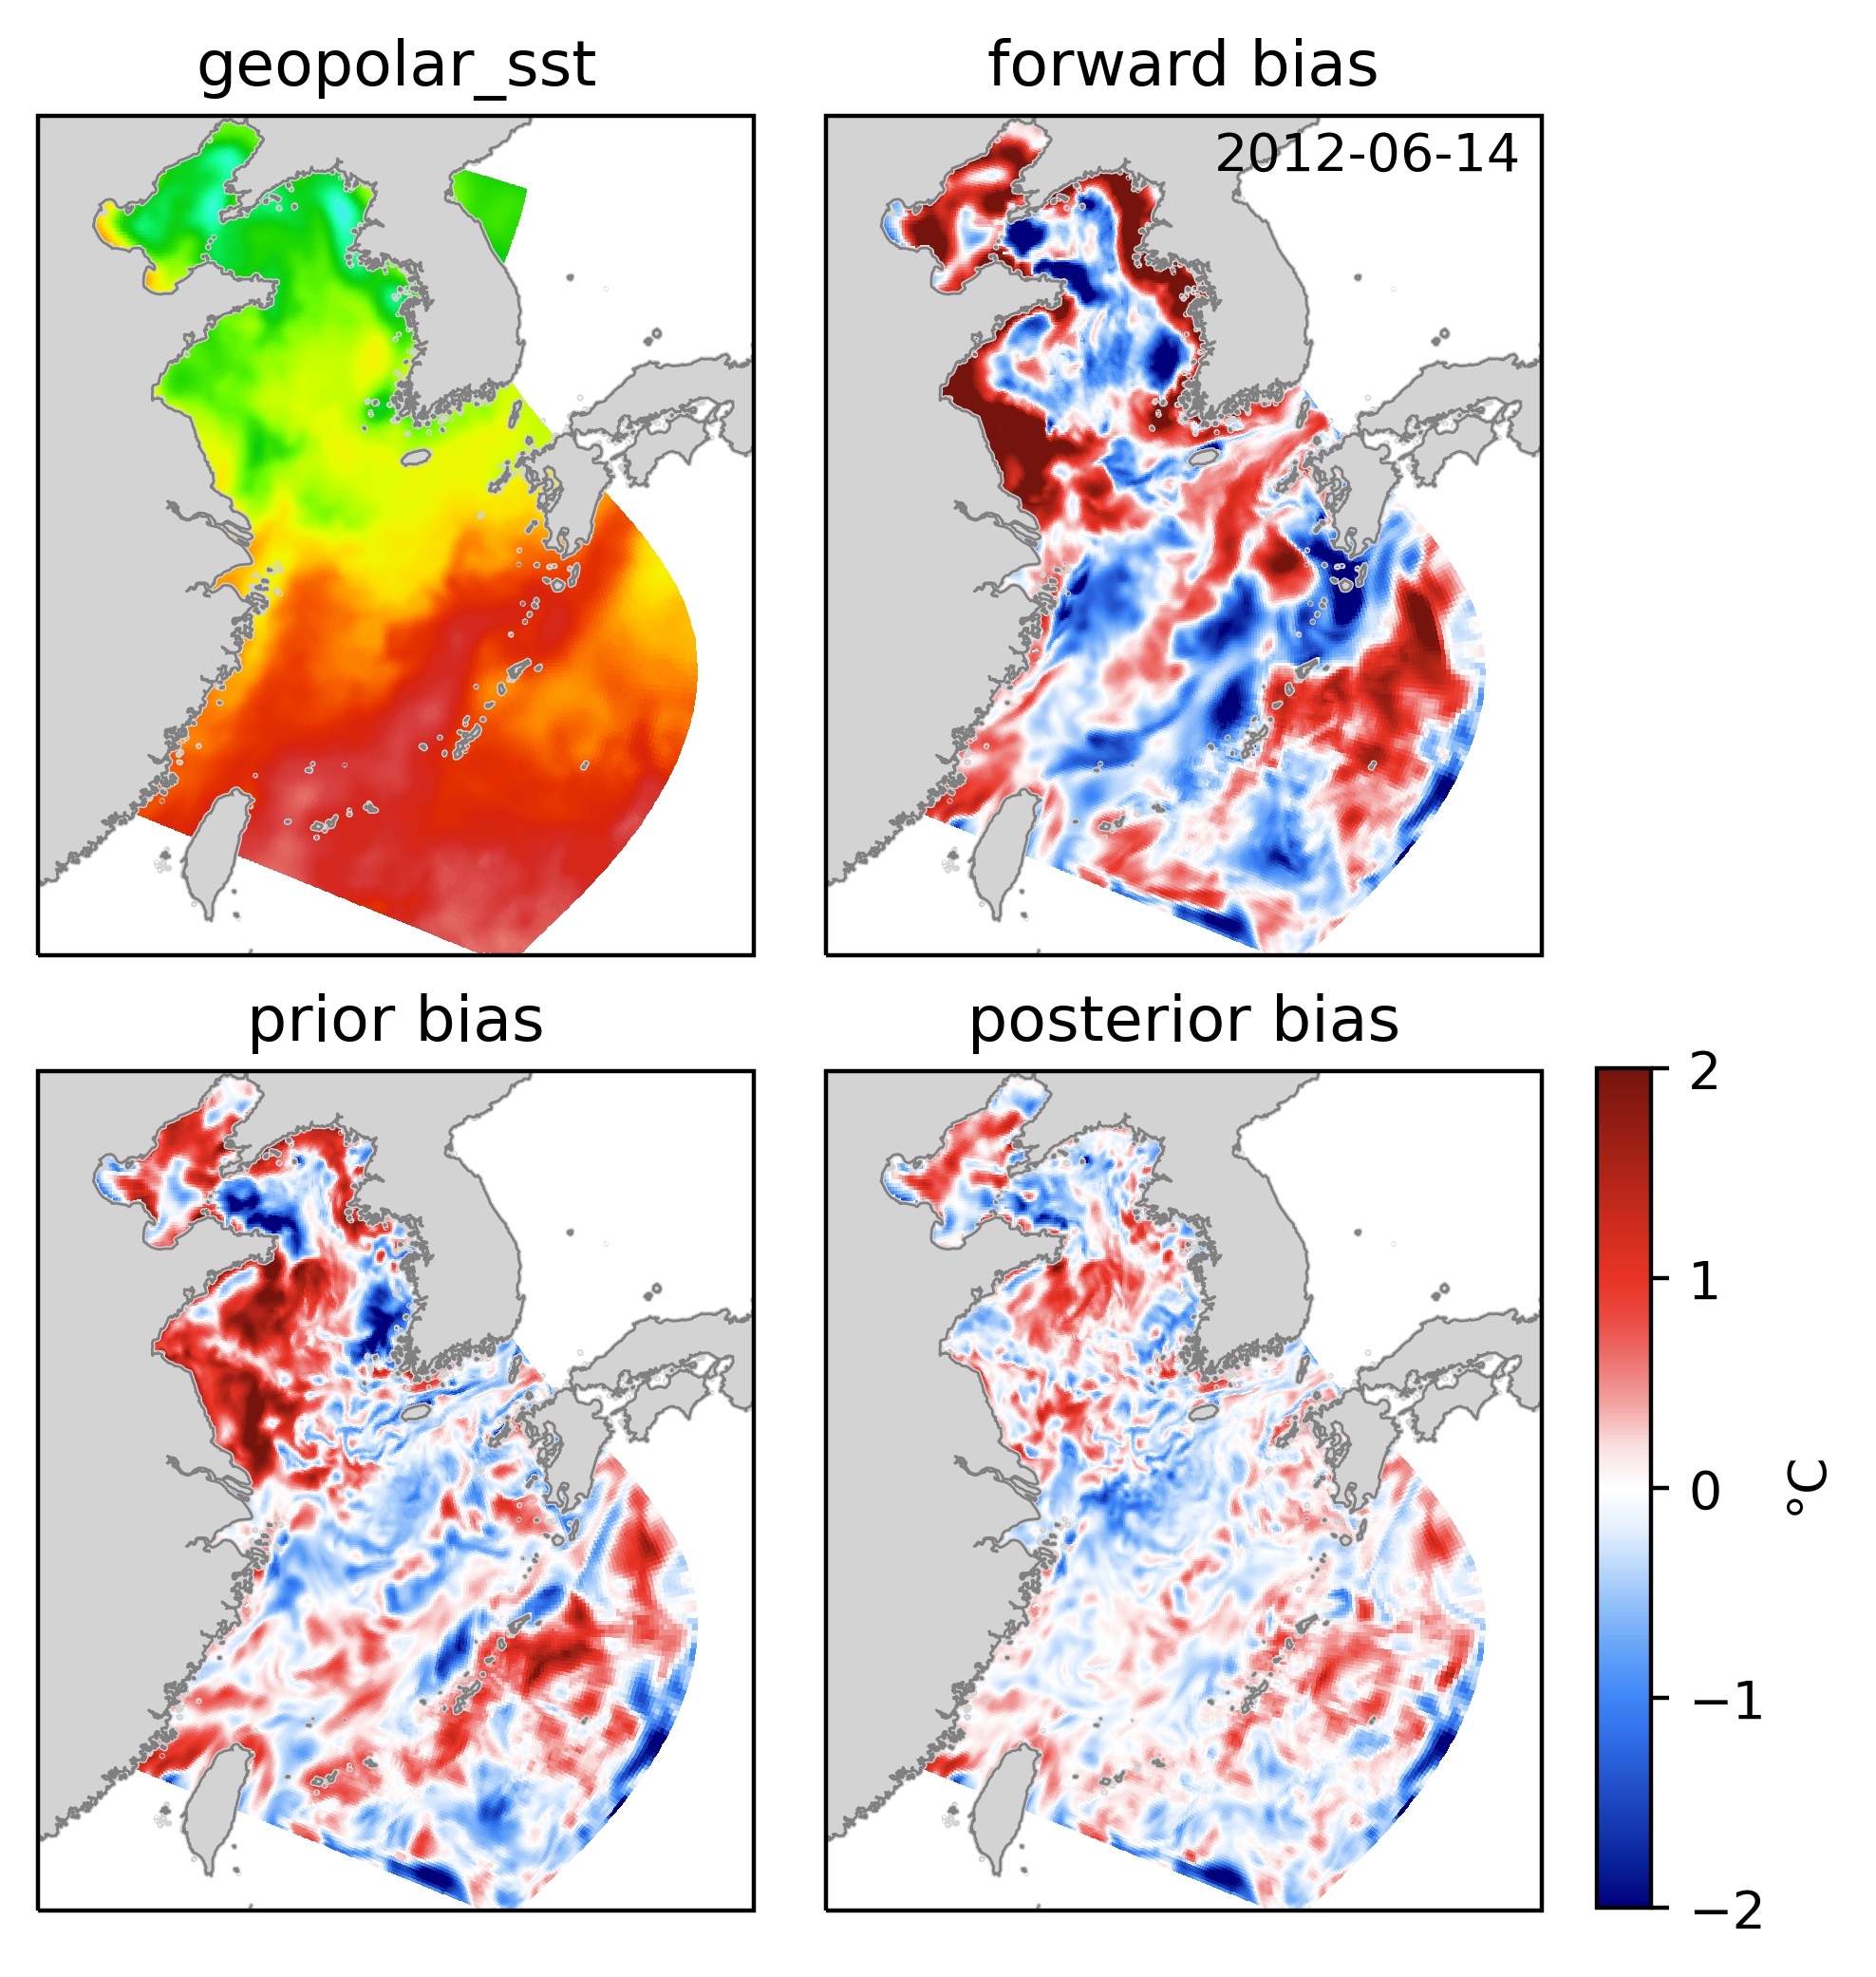 geopolar_sst
forward bias
2012-06-14
prior bias
posterior bias
2
1
0
−1
−2
°C